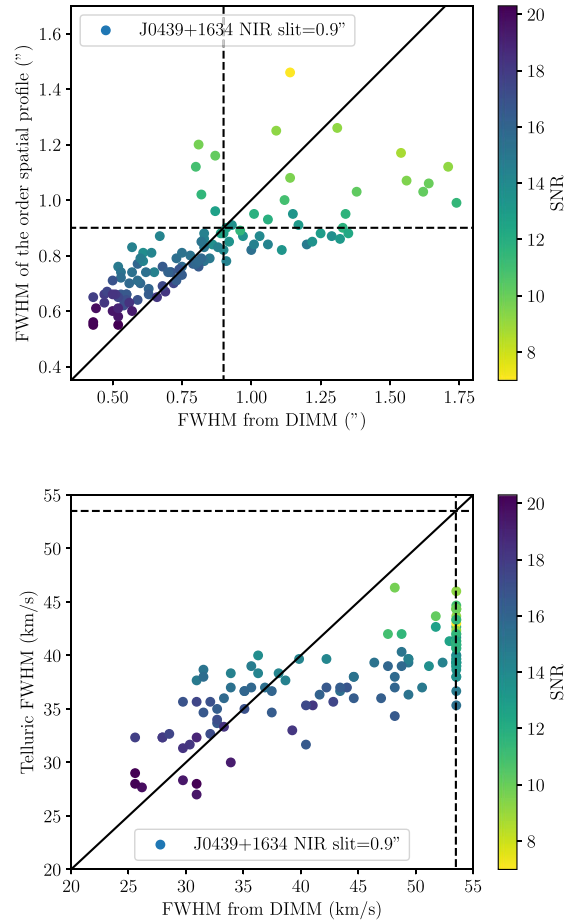 J0439+1634 NIR slit=0.9”
FWHM of the order spatial profile (”)
1.6
1.4
1.2
1.0
0.8
0.6
0.4
0.50 0.75 1.00 1.25 1.50 1.75
FWHM from DIMM (”)
20
18
16
14
12
10
8
SNR
Telluric FWHM (km/s)
55
50
45
40
35
30
25
20
J0439+1634 NIR slit=0.9”
20 25 30 35 40 45 50 55
FWHM from DIMM (km/s)
20
18
16
14
12
10
8
SNR